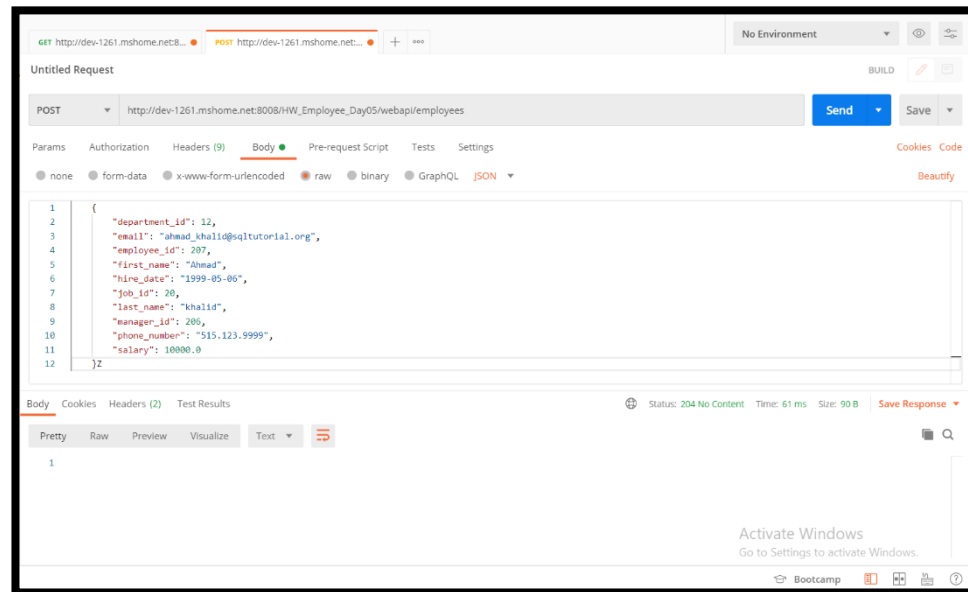 GET http://dev-1261.mshome.net:8... POST http://dev-1261.mshome.net:... + No Environment
Untitled Request BUILD
POST http://dev-1261.mshome.net:8008/HW_Employee_Day05/webapi/employees Send Save
Params Authorization Headers (9) Body Pre-request Script Tests Settings Cookies Code
none form-data x-www-form-urlencoded raw binary GraphQL JSON Beautify
1 {
2 "department_id": 12,
3 "email": "ahmad_khalid@sqltutorial.org",
4 "employee_id": 207,
5 "first_name": "Ahmad",
6 "hire_date": "1999-05-06",
7 "job_id": 20,
8 "last_name": "khalid",
9 "manager_id": 206,
10 "phone_number": "515.123.9999",
11 "salary": 10000.0
12 }Z
Body Cookies Headers (2) Test Results Status: 204 No Content Time: 61 ms Size: 90 B Save Response
Pretty Raw Preview Visualize Text
1
Activate Windows
Go to Settings to activate Windows.
Bootcamp